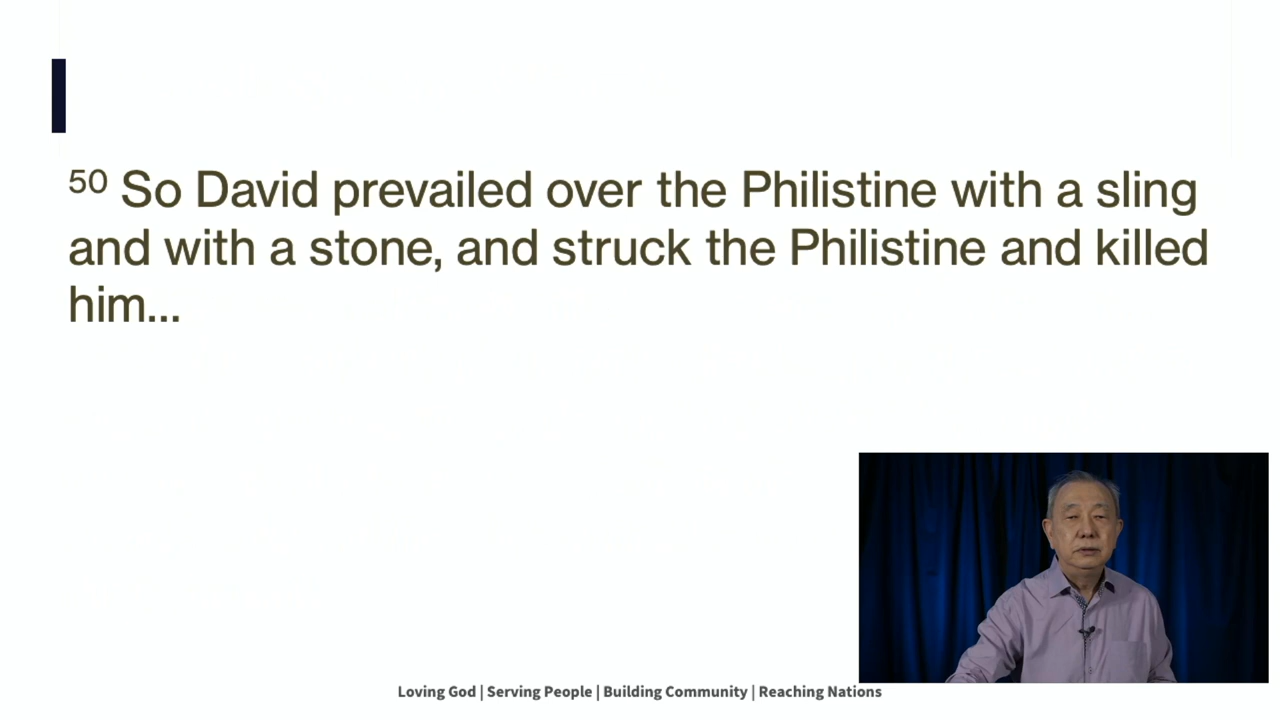 50 So David prevailed over the Philistine with a sling
and with a stone, and struck the Philistine and killed
him...
Loving God | Serving People | Building Community | Reaching Nations